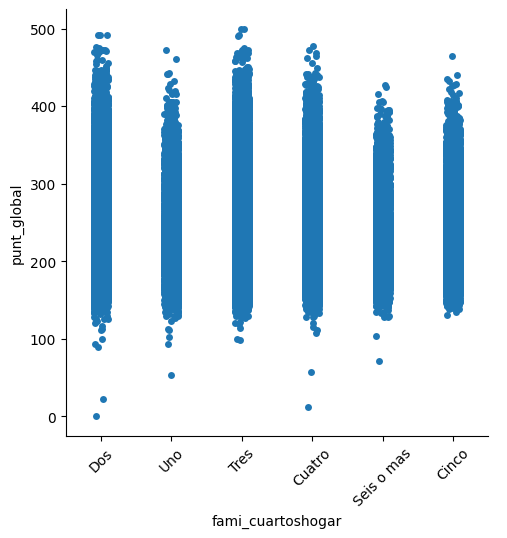 500
400
300
200
100
0
punt_global
Dos
Uno
Tres
Cuatro
Seis o mas
Cinco
fami_cuartoshogar